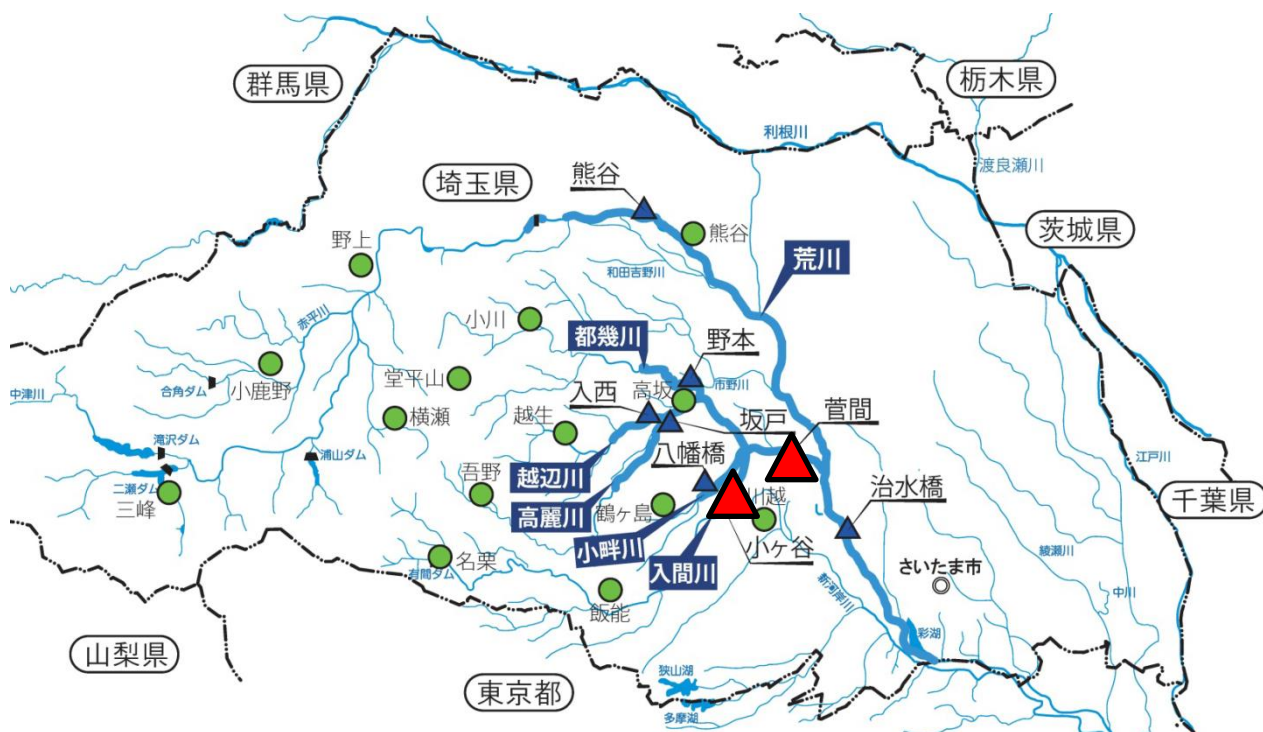 群馬県
栃木県
利根川
渡良瀬川
熊谷
埼玉県
茨城県
野上
熊谷
荒川
和田吉野川
赤平川
小川
都幾川
野本
市野川
中津川
合角ダム
小鹿野
堂平山
入西
高坂
菅間
横瀬
越生
坂戸
江戸川
滝沢ダム
浦山ダム
八幡橋
越辺川
吾野
二瀬ダム
三峰
千葉県
治水橋
川越
高麗川
鶴ヶ島
小畔川
小ヶ谷
綾瀬川
入間川
さいたま市
名栗
有間ダム
新河岸川
中川
飯能
彩湖
山梨県
東京都
狭山湖
多摩湖